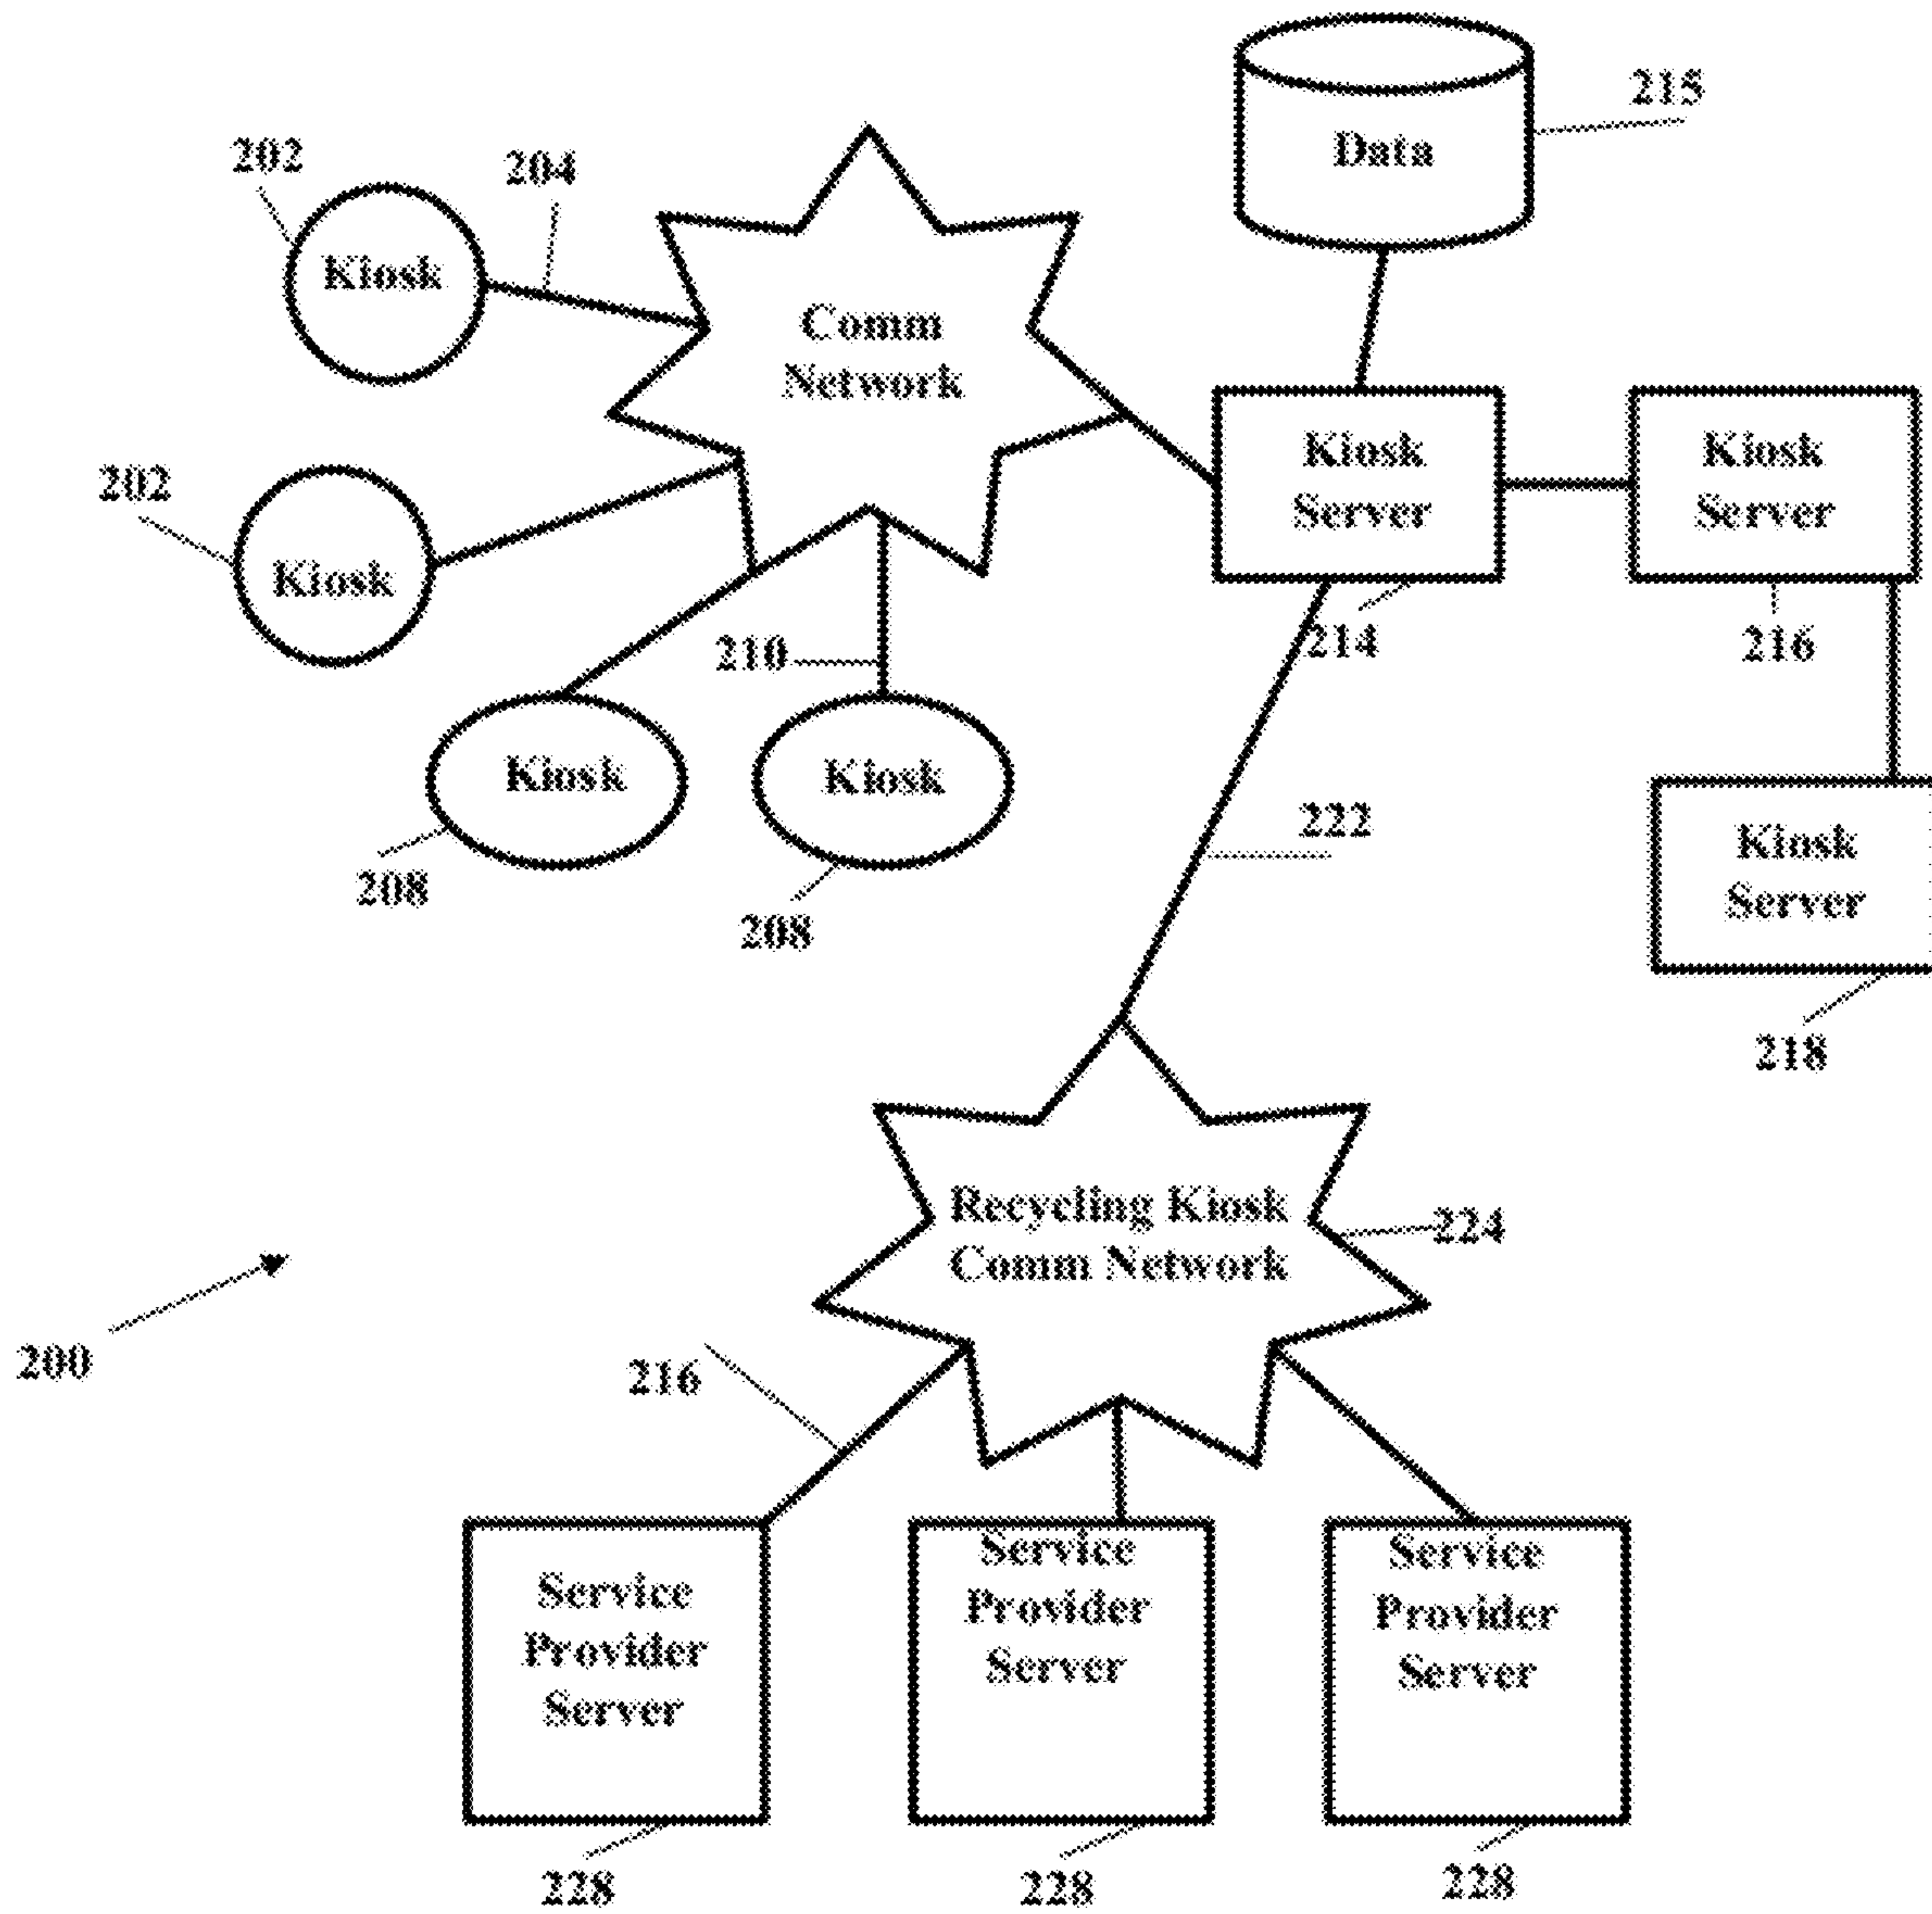 215
Data
202
204
Kiosk
Comm
Network
Kiosk
Server
Kiosk
Server
202
Kiosk
210
214
216
Kiosk
Kiosk
222
Kiosk
Server
208
208
218
Recycling Kiosk
Comm Network
224
200
216
Service
Provider
Server
Service
Provider
Server
Service
Provider
Server
228
228
228